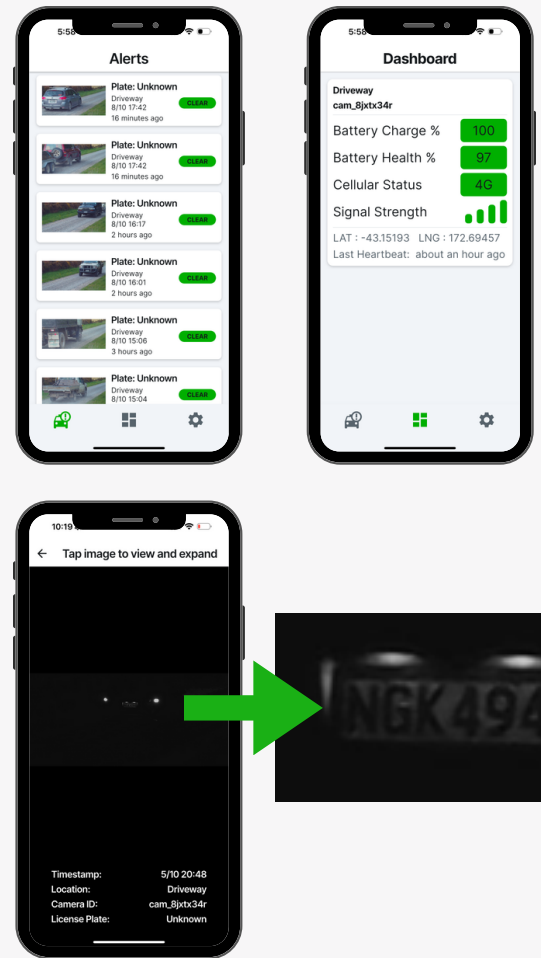 5:58
Alerts
Plate: Unknown
Driveway
8/10 17:42
16 minutes ago
CLEAR
Plate: Unknown
Driveway
8/10 17:42
16 minutes ago
CLEAR
Plate: Unknown
Driveway
8/10 16:17
2 hours ago
CLEAR
Plate: Unknown
Driveway
8/10 16:01
2 hours ago
CLEAR
Plate: Unknown
Driveway
8/10 15:06
3 hours ago
CLEAR
Plate: Unknown
Driveway
8/10 15:04
CLEAR
5:58
Dashboard
Driveway
cam_8jxtx34r
Battery Charge % 100
Battery Health % 97
Cellular Status 4G
Signal Strength
LAT : -43.15193 LNG : 172.69457
Last Heartbeat: about an hour ago
10:19
Tap image to view and expand
Timestamp: 5/10 20:48
Location: Driveway
Camera ID: cam_8jxtx34r
License Plate: Unknown
NGK494